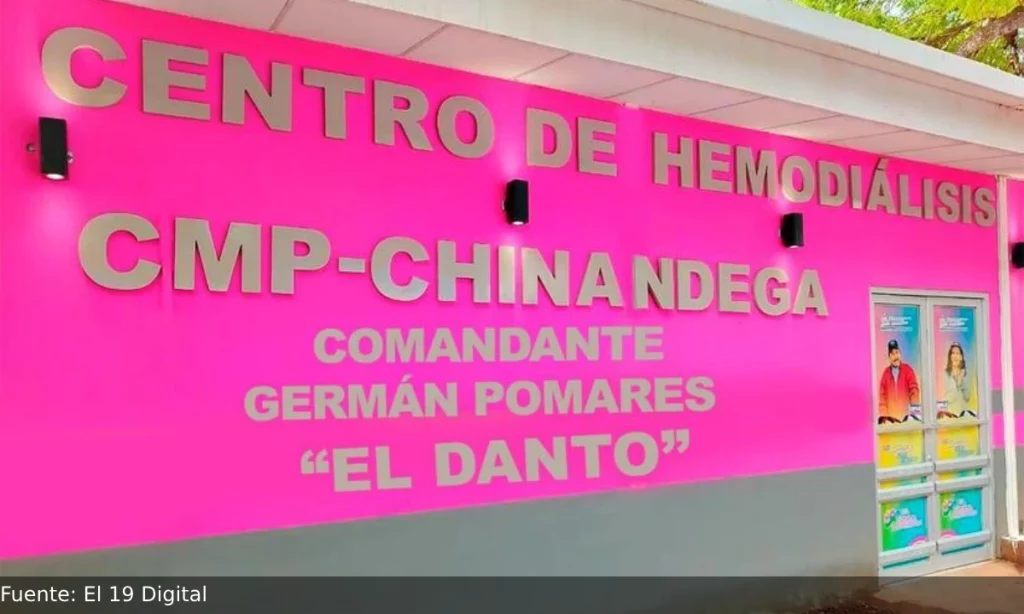 CENTRO DE HEMODIÁLISIS
CMP-CHINANDEGA
COMANDANTE
GERMÁN POMARES
“EL DANTO”
Fuente: El 19 Digital